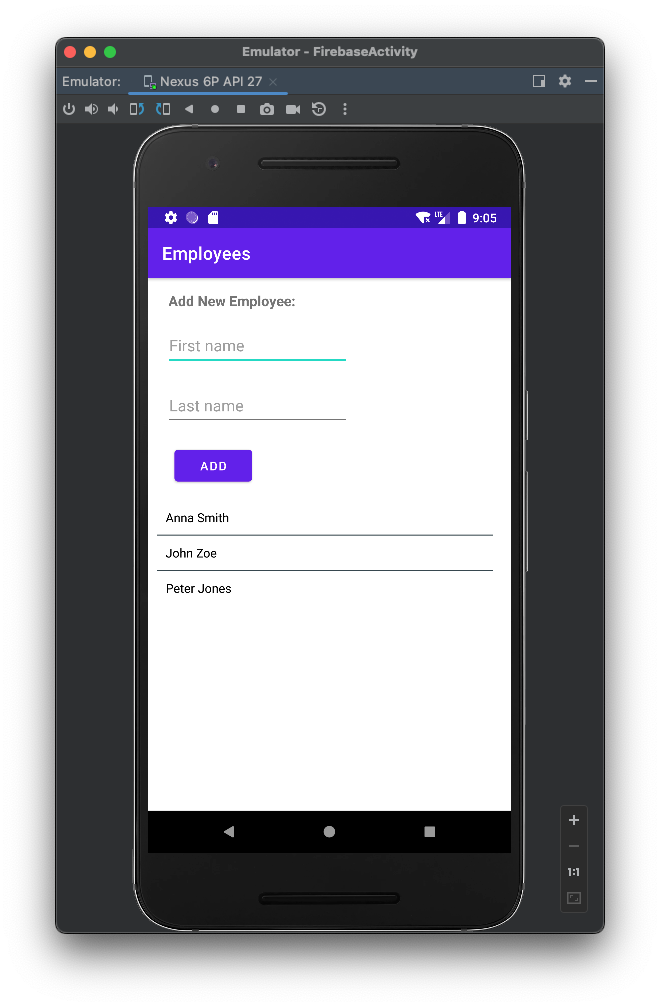 Emulator - FirebaseActivity
Emulator: Nexus 6P API 27
LTE 9:05
Employees
Add New Employee:
First name
Last name
ADD
Anna Smith
John Zoe
Peter Jones
1:1